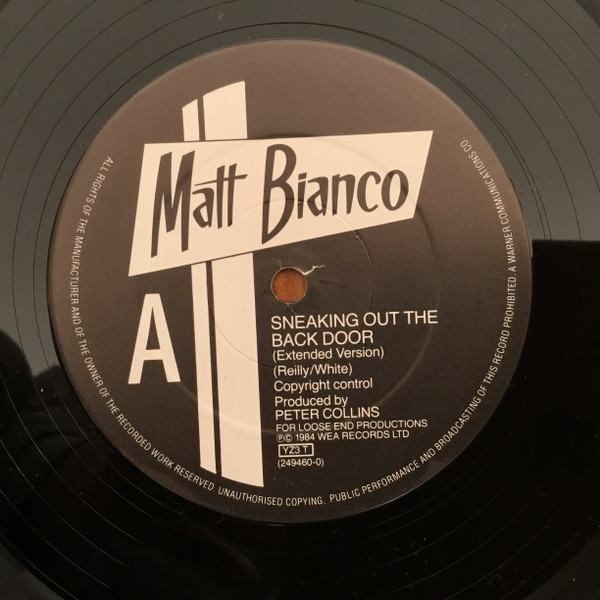 Matt Bianco
A
SNEAKING OUT THE
BACK DOOR
(Extended Version)
(Reilly/White)
Copyright control
Produced by
PETER COLLINS
FOR LOOSE END PRODUCTIONS
Ⓟ© 1984 WEA RECORDS LTD
YZ3 T
(249460-0)
ALL RIGHTS OF THE MANUFACTURER AND OF THE OWNER OF THE RECORDED WORK RESERVED. UNAUTHORISED COPYING. PUBLIC PERFORMANCE AND BROADCASTING OF THIS RECORD PROHIBITED. A WARNER COMMUNICATIONS CO